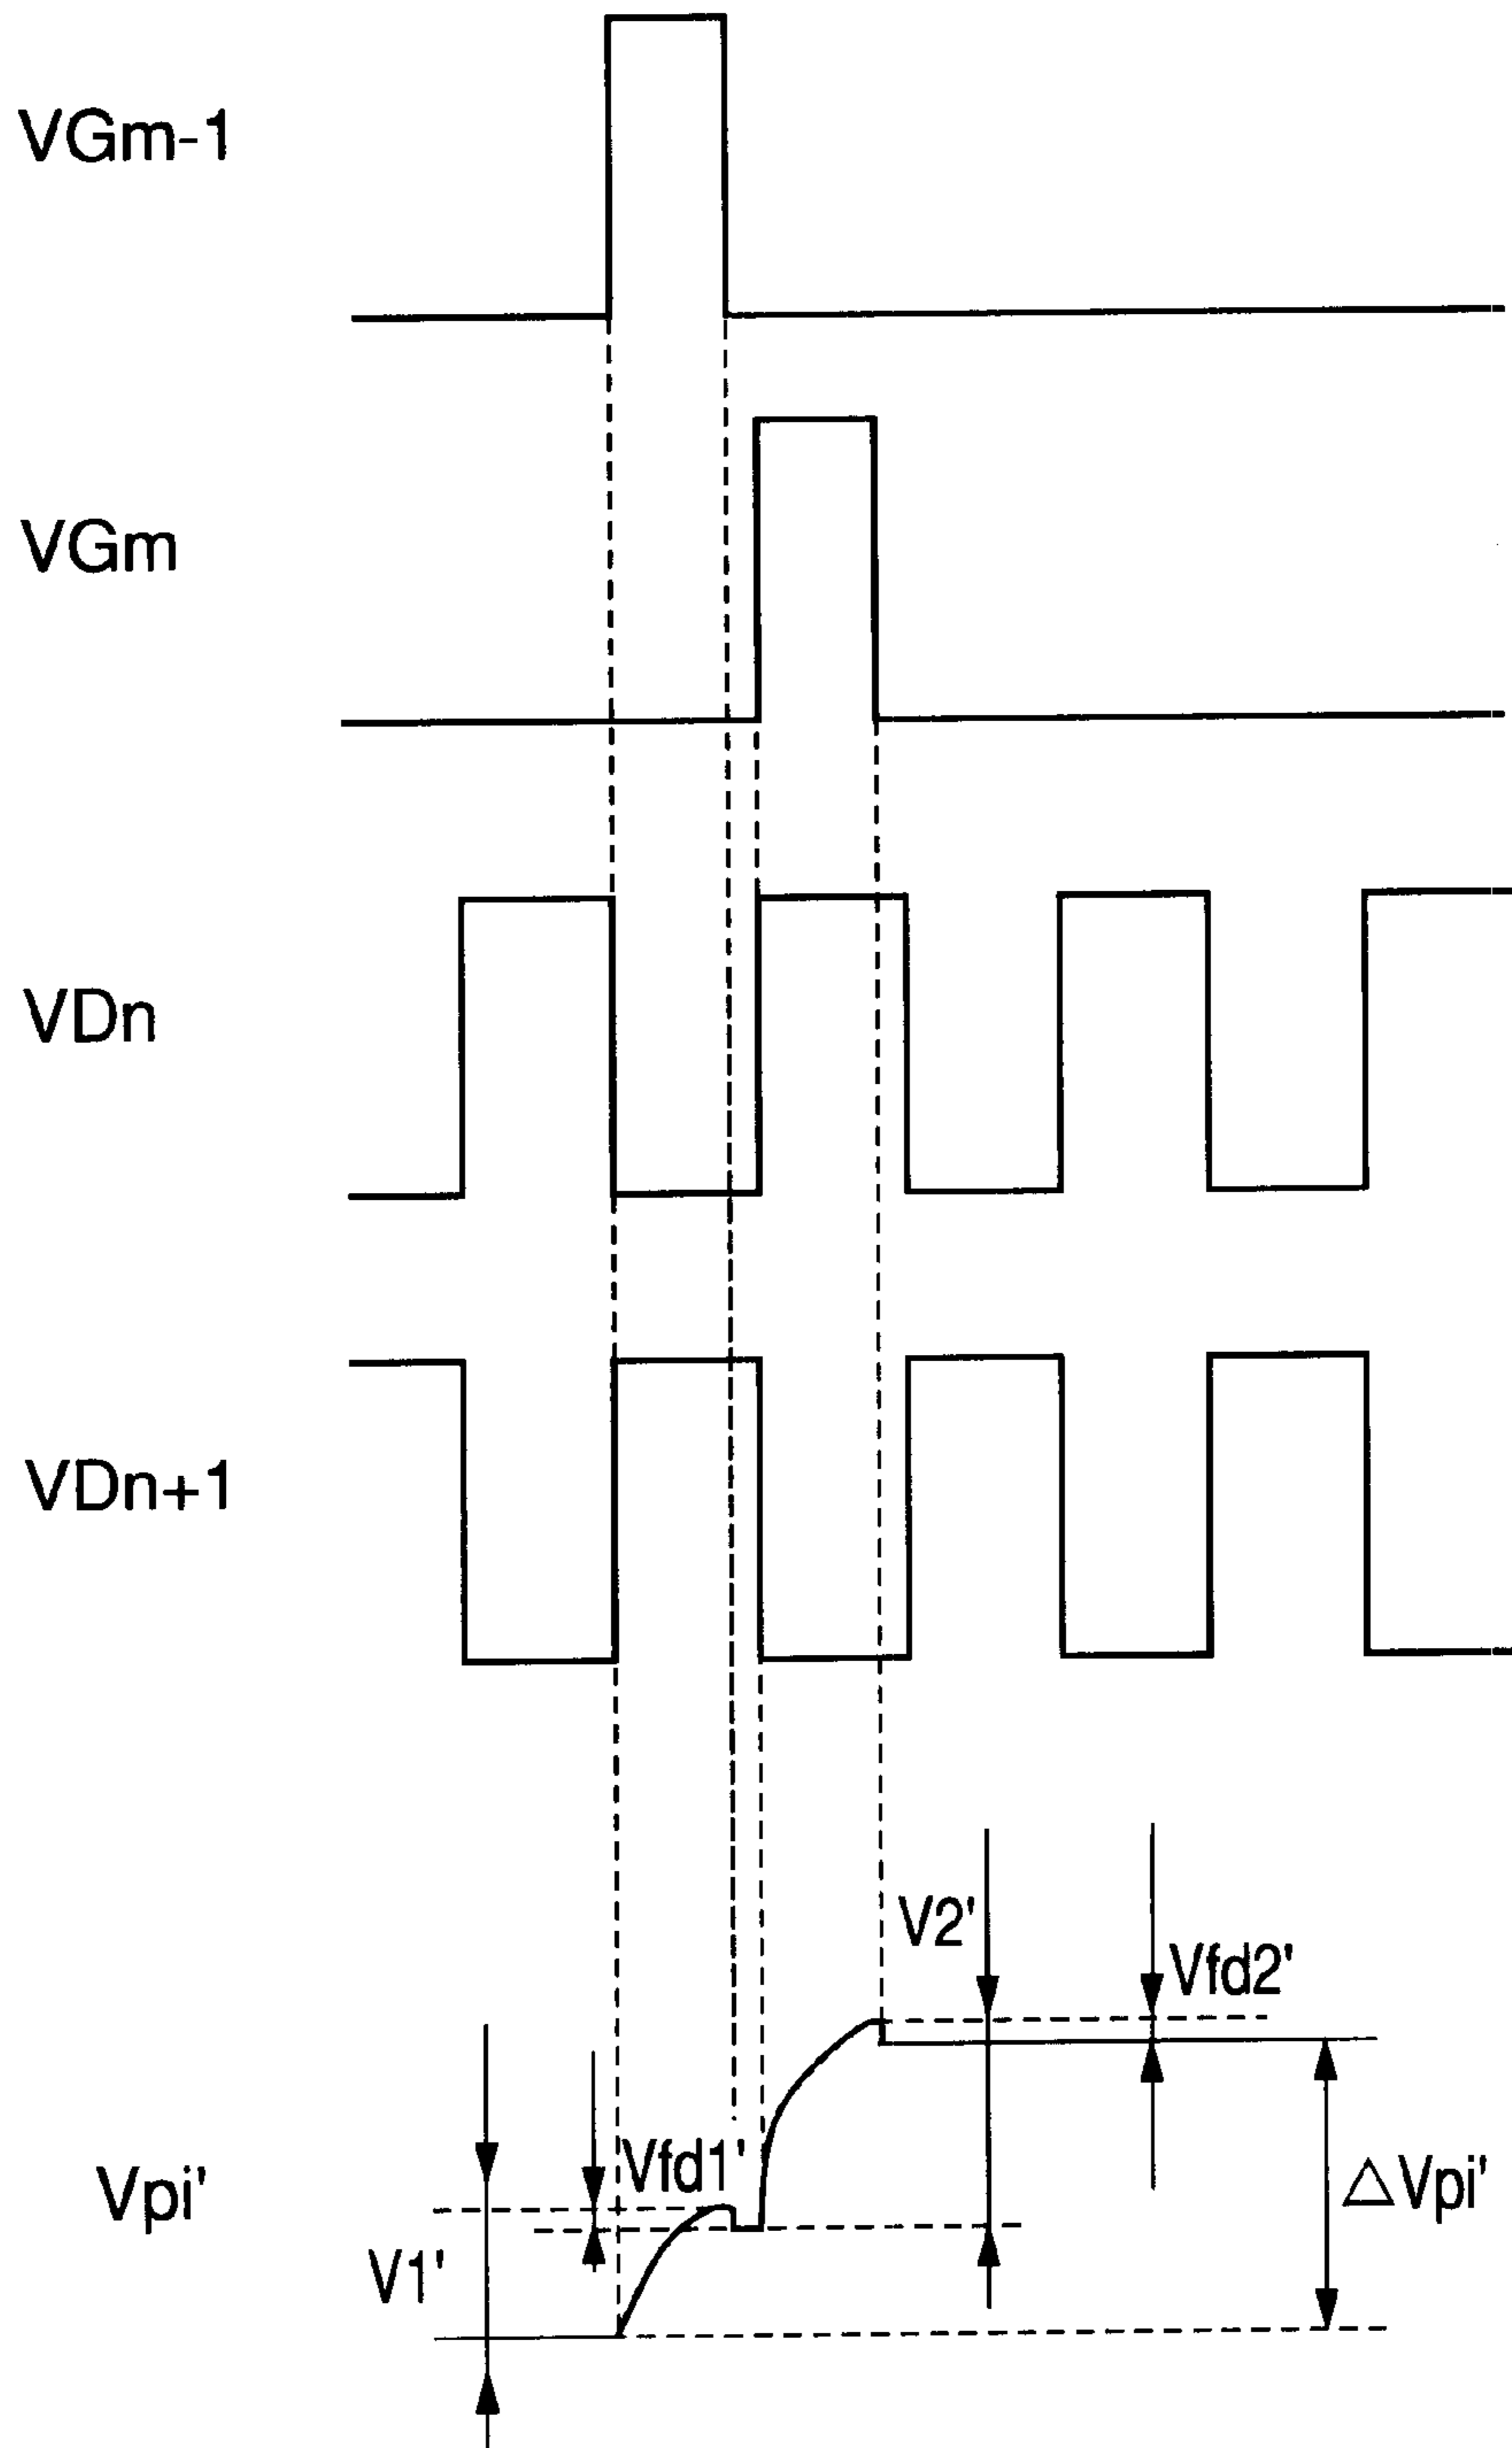 VGm-1
VGm
VDn
VDn+1
V2'
Vfd2'
Vfd1'
Vpi'
△Vpi'
V1'